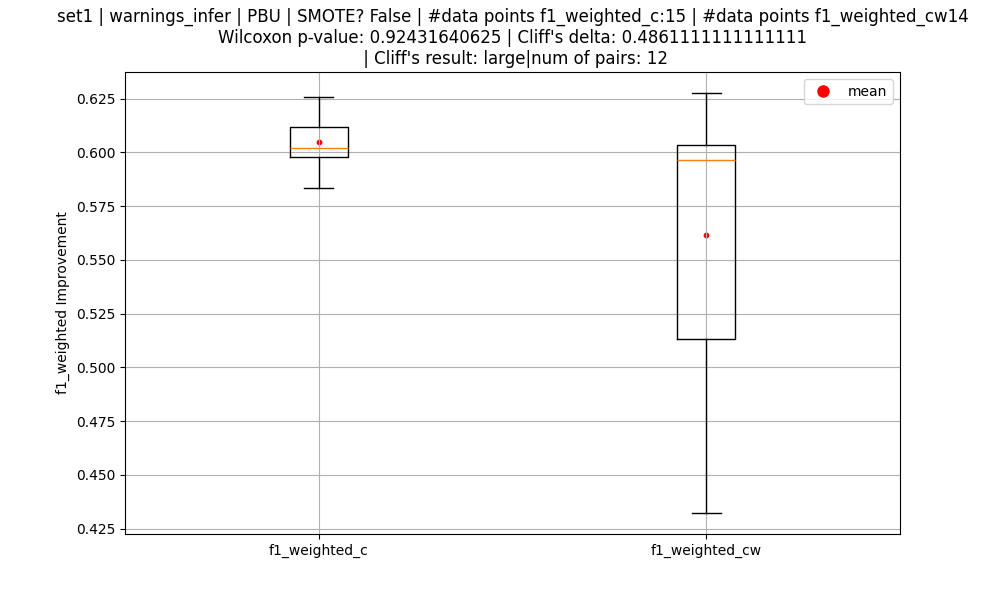 set1 | warnings_infer | PBU | SMOTE? False | #data points f1_weighted_c:15 | #data points f1_weighted_cw14
Wilcoxon p-value: 0.92431640625 | Cliff's delta: 0.4861111111111111
| Cliff's result: large|num of pairs: 12
mean
0.625
0.600
0.575
0.550
0.525
0.500
0.475
0.450
0.425
f1_weighted Improvement
f1_weighted_c
f1_weighted_cw